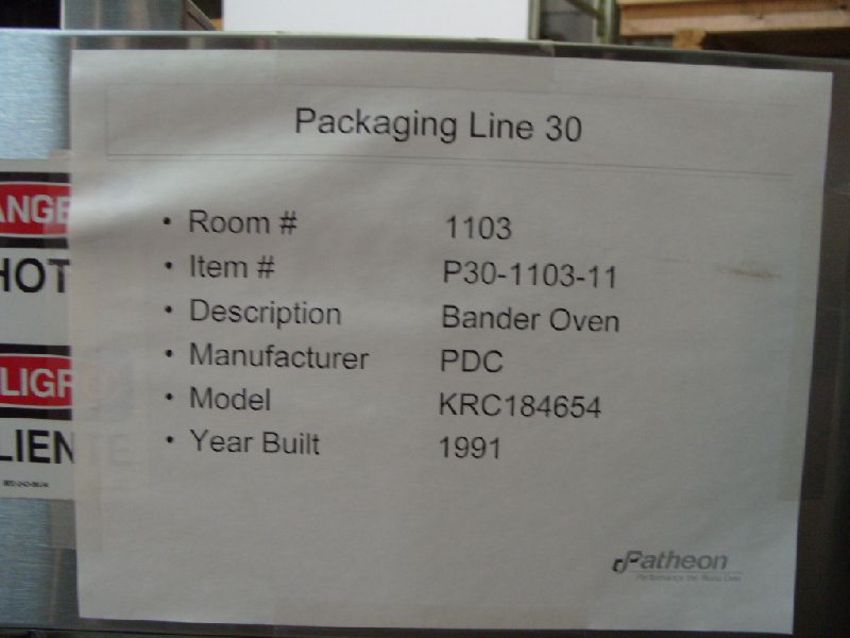 Packaging Line 30
• Room # 1103
• Item # P30-1103-11
• Description Bander Oven
• Manufacturer PDC
• Model KRC184654
• Year Built 1991
Patheon
ANGE
HOT
LIGR
LIENTE